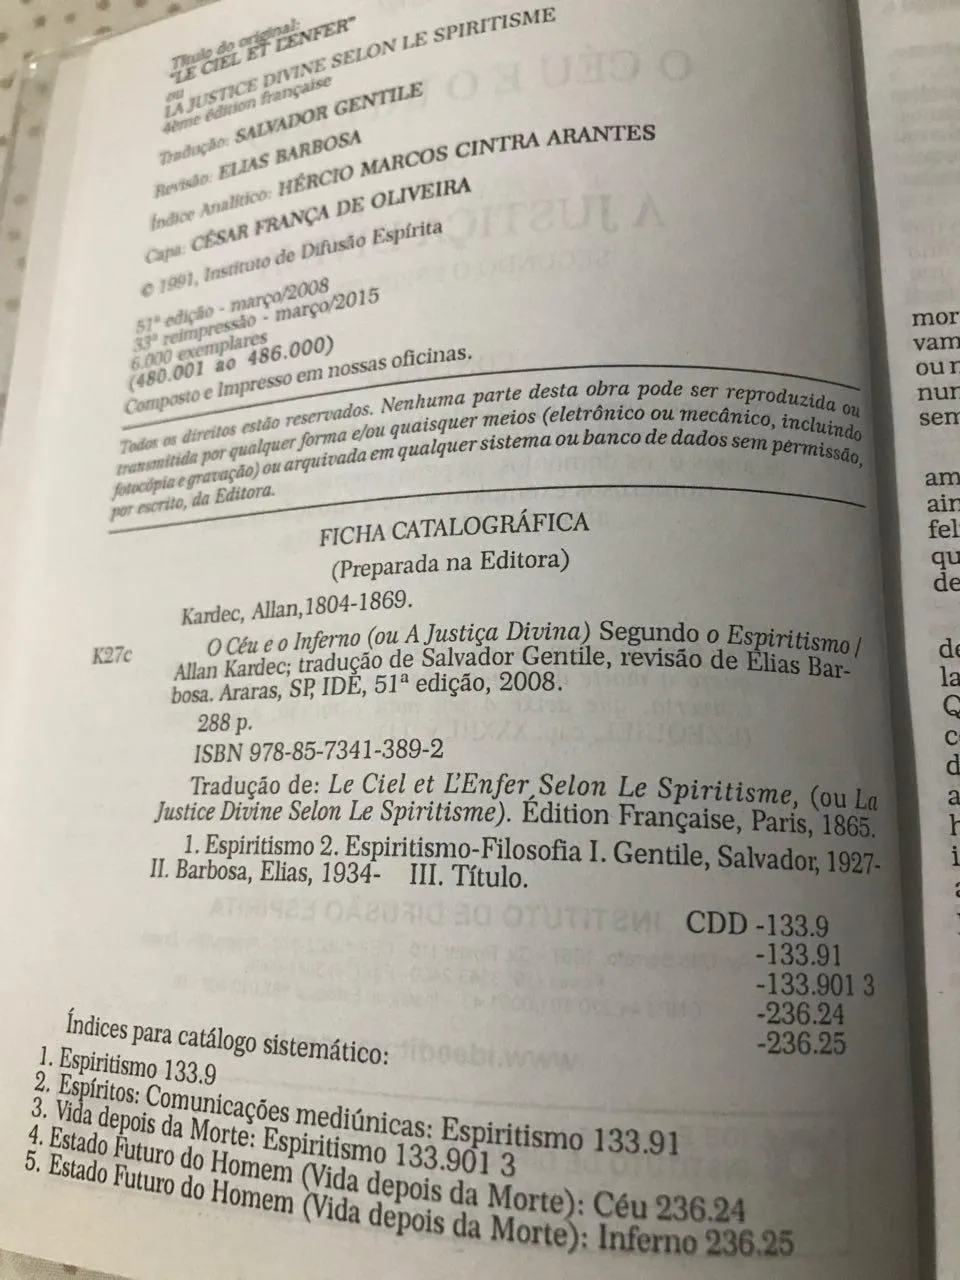 Título do original:
"LE CIEL ET L'ENFER"
ou
LA JUSTICE DIVINE SELON LE SPIRITISME
4ème édition française
Tradução: SALVADOR GENTILE
Revisão: ELIAS BARBOSA
Índice Analítico: HÉRCIO MARCOS CINTRA ARANTES
Capa: CÉSAR FRANÇA DE OLIVEIRA
© 1991, Instituto de Difusão Espírita
51ª edição - março/2008
33ª reimpressão - março/2015
6.000 exemplares
(480.001 ao 486.000)
Composto e Impresso em nossas oficinas.
Todos os direitos estão reservados. Nenhuma parte desta obra pode ser reproduzida ou
transmitida por qualquer forma e/ou quaisquer meios (eletrônico ou mecânico, incluindo
fotocópia e gravação) ou arquivada em qualquer sistema ou banco de dados sem permissão,
por escrito, da Editora.
FICHA CATALOGRÁFICA
(Preparada na Editora)
Kardec, Allan,1804-1869.
K27c O Céu e o Inferno (ou A Justiça Divina) Segundo o Espiritismo /
Allan Kardec; tradução de Salvador Gentile, revisão de Elias Bar-
bosa. Araras, SP, IDE, 51ª edição, 2008.
288 p.
ISBN 978-85-7341-389-2
Tradução de: Le Ciel et L'Enfer Selon Le Spiritisme, (ou La
Justice Divine Selon Le Spiritisme). Édition Française, Paris, 1865.
1. Espiritismo 2. Espiritismo-Filosofia I. Gentile, Salvador, 1927-
II. Barbosa, Elias, 1934- III. Título.
CDD -133.9
-133.91
-133.901 3
-236.24
-236.25
Índices para catálogo sistemático:
1. Espiritismo 133.9
2. Espíritos: Comunicações mediúnicas: Espiritismo 133.91
3. Vida depois da Morte: Espiritismo 133.901 3
4. Estado Futuro do Homem (Vida depois da Morte): Céu 236.24
5. Estado Futuro do Homem (Vida depois da Morte): Inferno 236.25